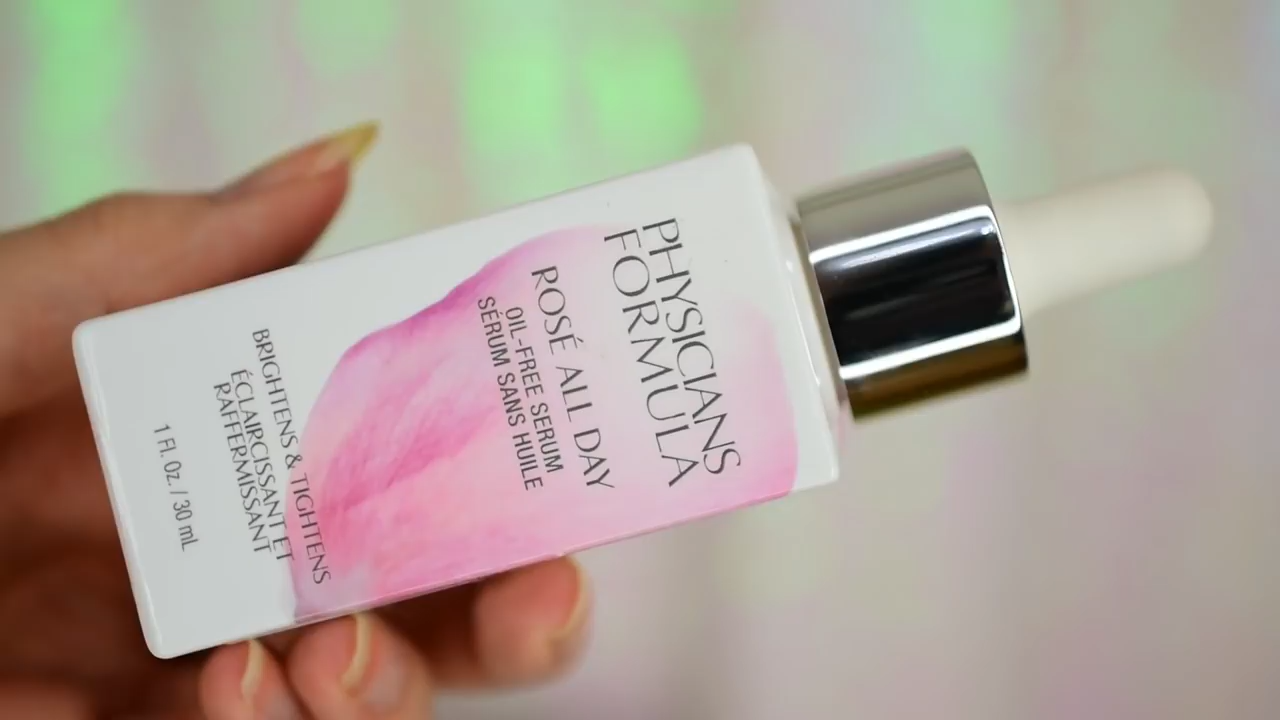 PHYSICIANS
FORMULA
ROSÉ ALL DAY
OIL-FREE SERUM
SÉRUM SANS HUILE
BRIGHTENS & TIGHTENS
ÉCLAIRCISSANT ET
RAFFERMISSANT
1 Fl. Oz. / 30 mL